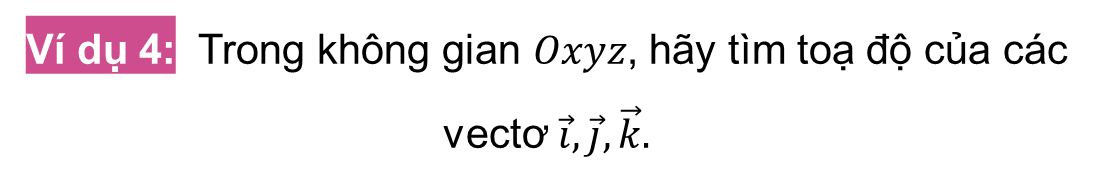 Ví dụ 4: Trong không gian 𝑂𝑥𝑦𝑧, hãy tìm toạ độ của các
vectơ 𝑖⃗, 𝑗⃗, 𝑘⃗.